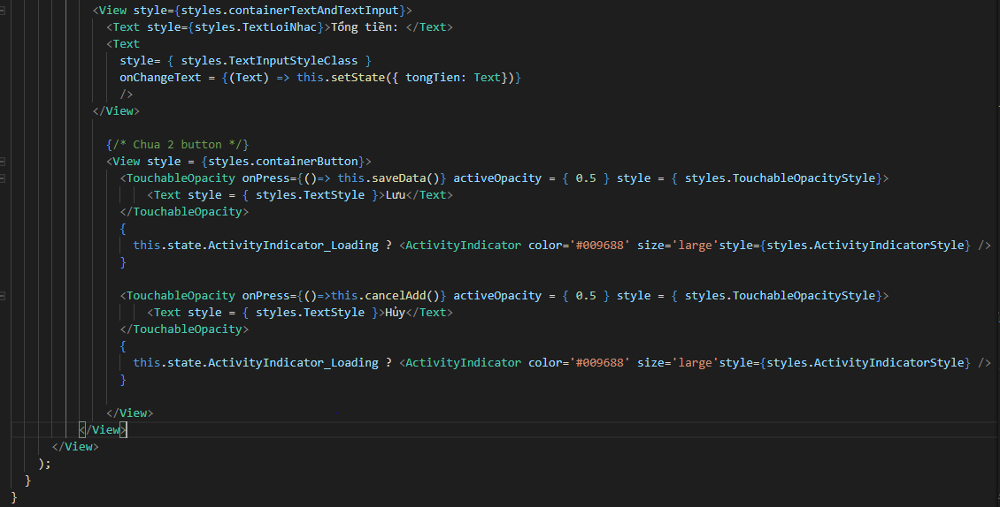 <View style={styles.containerTextAndTextInput}>
<Text style={styles.TextLoiNhac}>Tổng tiền: </Text>
<Text
style= { styles.TextInputStyleClass }
onChangeText = {(Text) => this.setState({ tongTien: Text})}
/>
</View>
{/* Chua 2 button */}
<View style = {styles.containerButton}>
<TouchableOpacity onPress={()=> this.saveData()} activeOpacity = { 0.5 } style = { styles.TouchableOpacityStyle}>
<Text style = { styles.TextStyle }>Lưu</Text>
</TouchableOpacity>
{
this.state.ActivityIndicator_Loading ? <ActivityIndicator color='#009688' size='large'style={styles.ActivityIndicatorStyle} />
}
<TouchableOpacity onPress={()=>this.cancelAdd()} activeOpacity = { 0.5 } style = { styles.TouchableOpacityStyle}>
<Text style = { styles.TextStyle }>Hủy</Text>
</TouchableOpacity>
{
this.state.ActivityIndicator_Loading ? <ActivityIndicator color='#009688' size='large'style={styles.ActivityIndicatorStyle} />
}
</View>
</View>
</View>
);
}
}